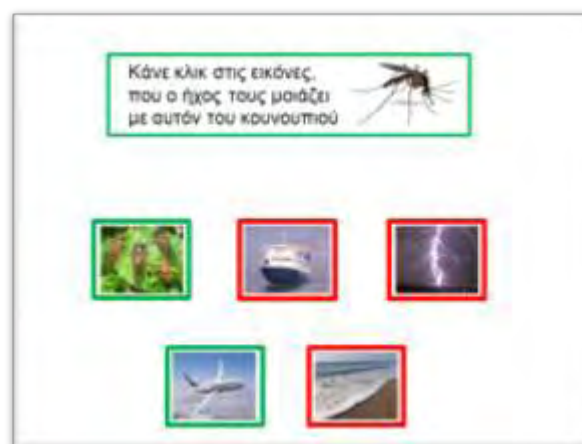 Κάνε κλικ στις εικόνες,
που ο ήχος τους μοιάζει
με αυτόν του κουνουπιού